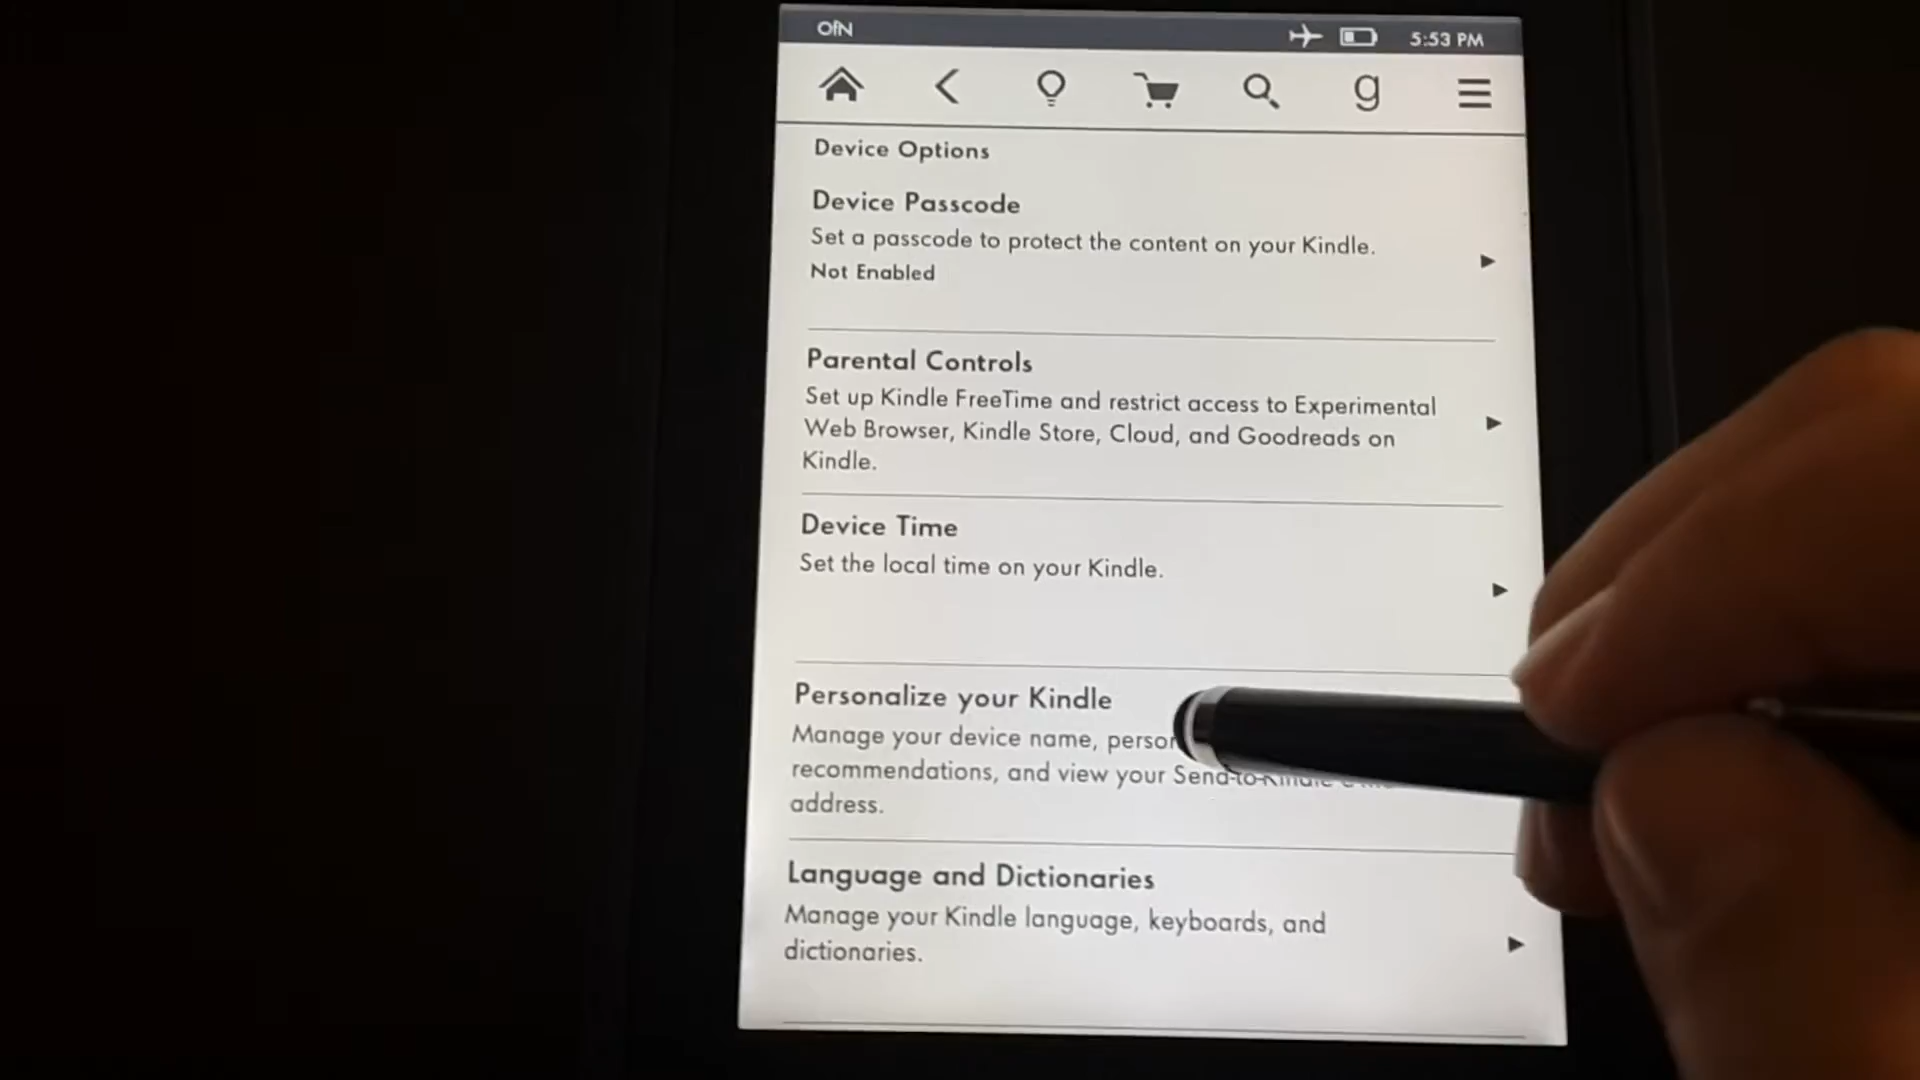 OfN 5:53 PM
g
Device Options
Device Passcode
Set a passcode to protect the content on your Kindle.
Not Enabled
Parental Controls
Set up Kindle FreeTime and restrict access to Experimental
Web Browser, Kindle Store, Cloud, and Goodreads on
Kindle.
Device Time
Set the local time on your Kindle.
Personalize your Kindle
Manage your device name,
recommendations, and view your Send-to-Kindle
address.
Language and Dictionaries
Manage your Kindle language, keyboards, and
dictionaries.